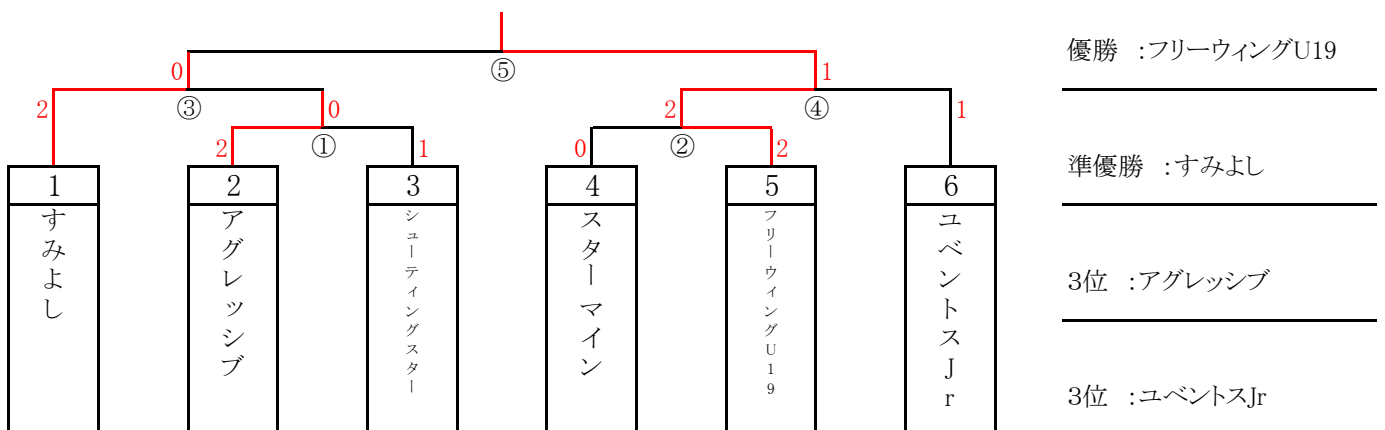 ⑤
0
1
③
④
2
0
2
1
①
②
2
1
0
2
1
2
3
4
5
6
すみよし
アグレッシブ
シューティングスター
スターマイン
フリーウィングU19
ユベントスJr
優勝 :フリーウィングU19
準優勝 :すみよし
3位 :アグレッシブ
3位 :ユベントスJr